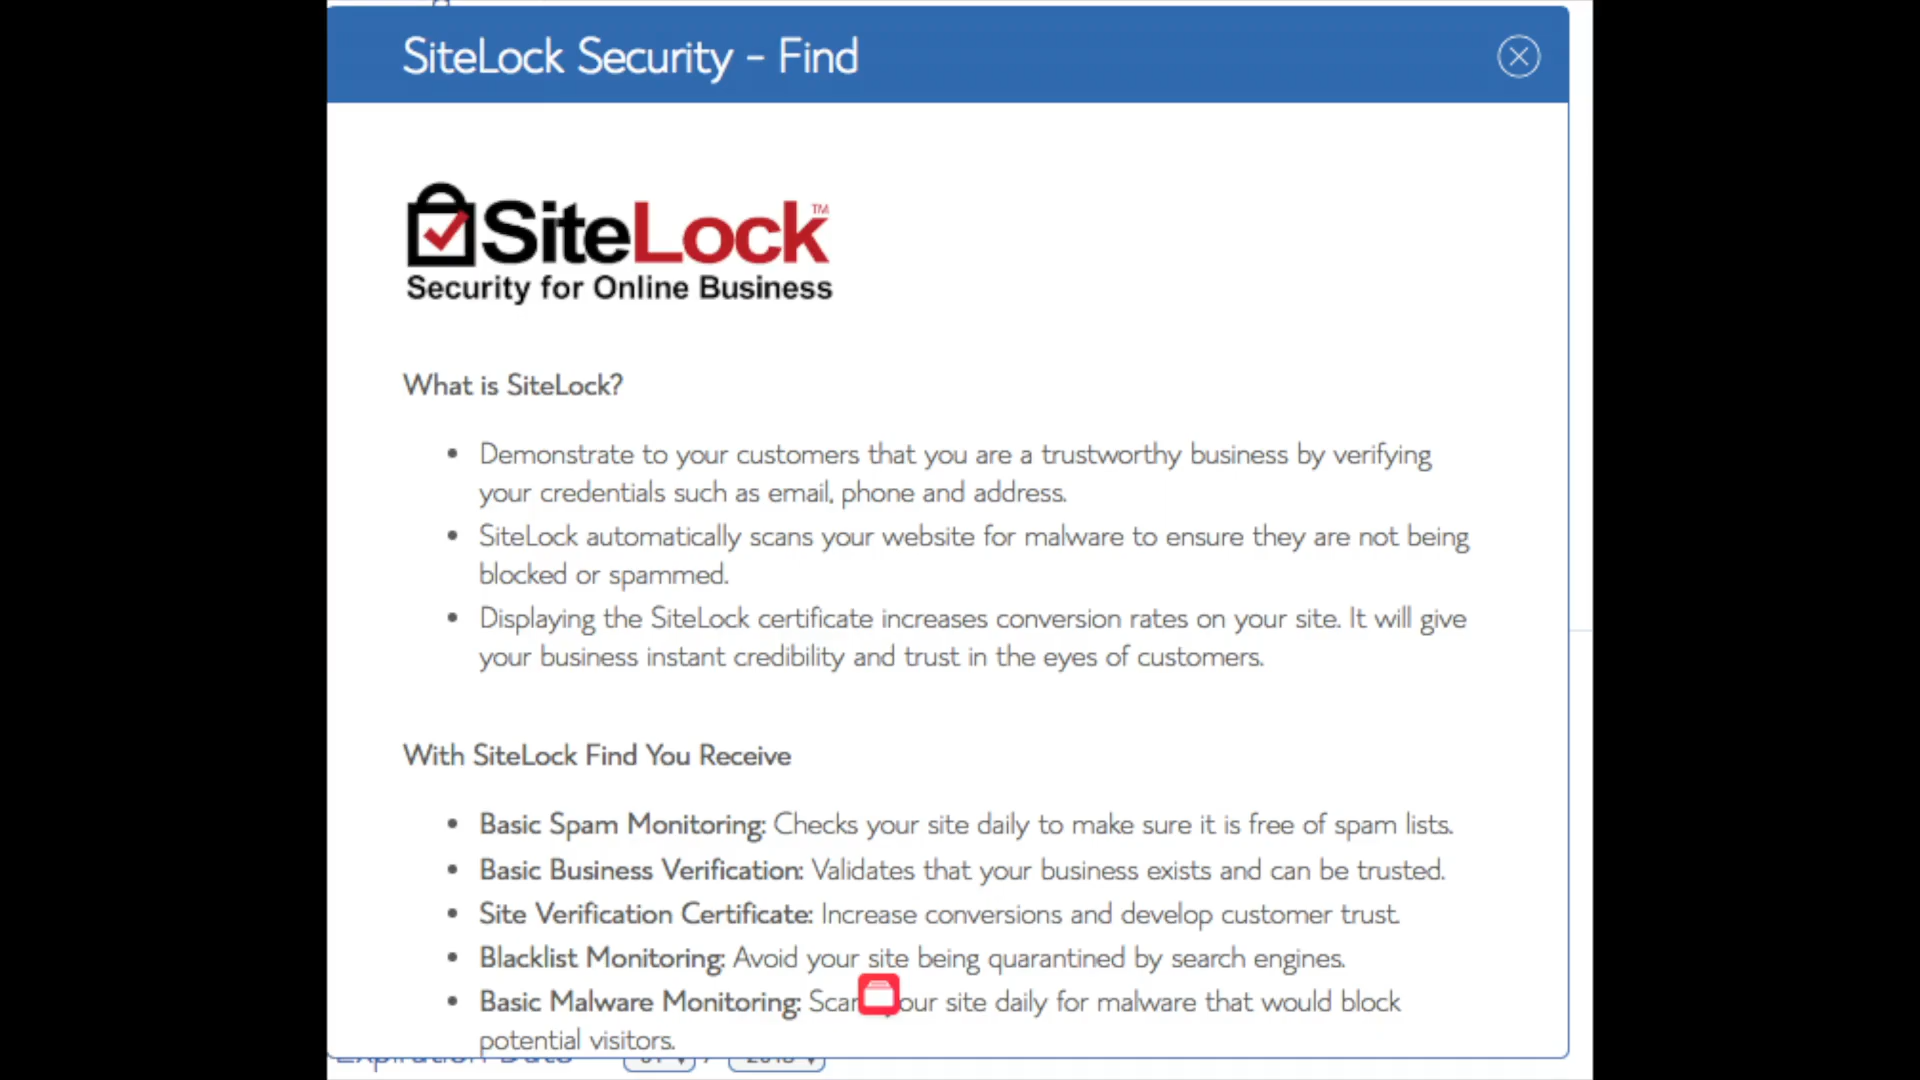 SiteLock Security - Find
SiteLock™
Security for Online Business
What is SiteLock?
• Demonstrate to your customers that you are a trustworthy business by verifying
your credentials such as email, phone and address.
• SiteLock automatically scans your website for malware to ensure they are not being
blocked or spammed.
• Displaying the SiteLock certificate increases conversion rates on your site. It will give
your business instant credibility and trust in the eyes of customers.
With SiteLock Find You Receive
• Basic Spam Monitoring: Checks your site daily to make sure it is free of spam lists.
• Basic Business Verification: Validates that your business exists and can be trusted.
• Site Verification Certificate: Increase conversions and develop customer trust.
• Blacklist Monitoring: Avoid your site being quarantined by search engines.
• Basic Malware Monitoring: Scan your site daily for malware that would block
potential visitors.
Expiration Date